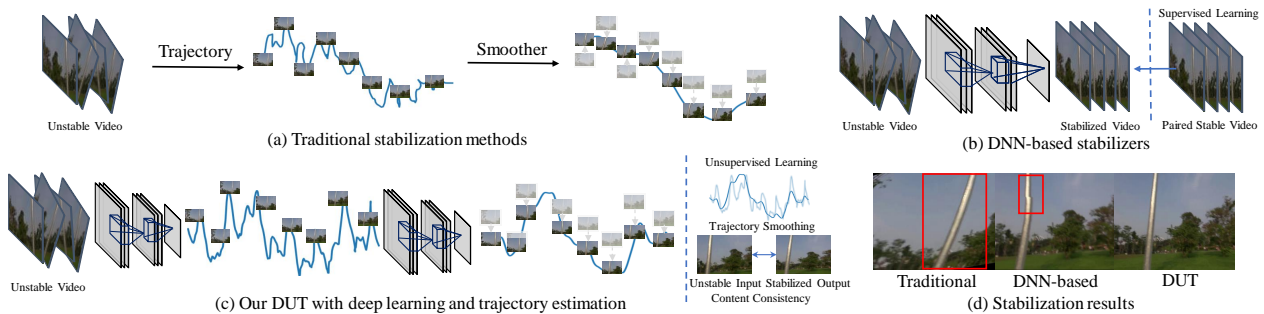 Trajectory
Smoother
Unstable Video
(a) Traditional stabilization methods
Supervised Learning
Unstable Video
Stabilized Video
Paired Stable Video
(b) DNN-based stabilizers
Unstable Video
(c) Our DUT with deep learning and trajectory estimation
Unsupervised Learning
Trajectory Smoothing
Unstable Input Stabilized Output
Content Consistency
Traditional
DNN-based
DUT
(d) Stabilization results